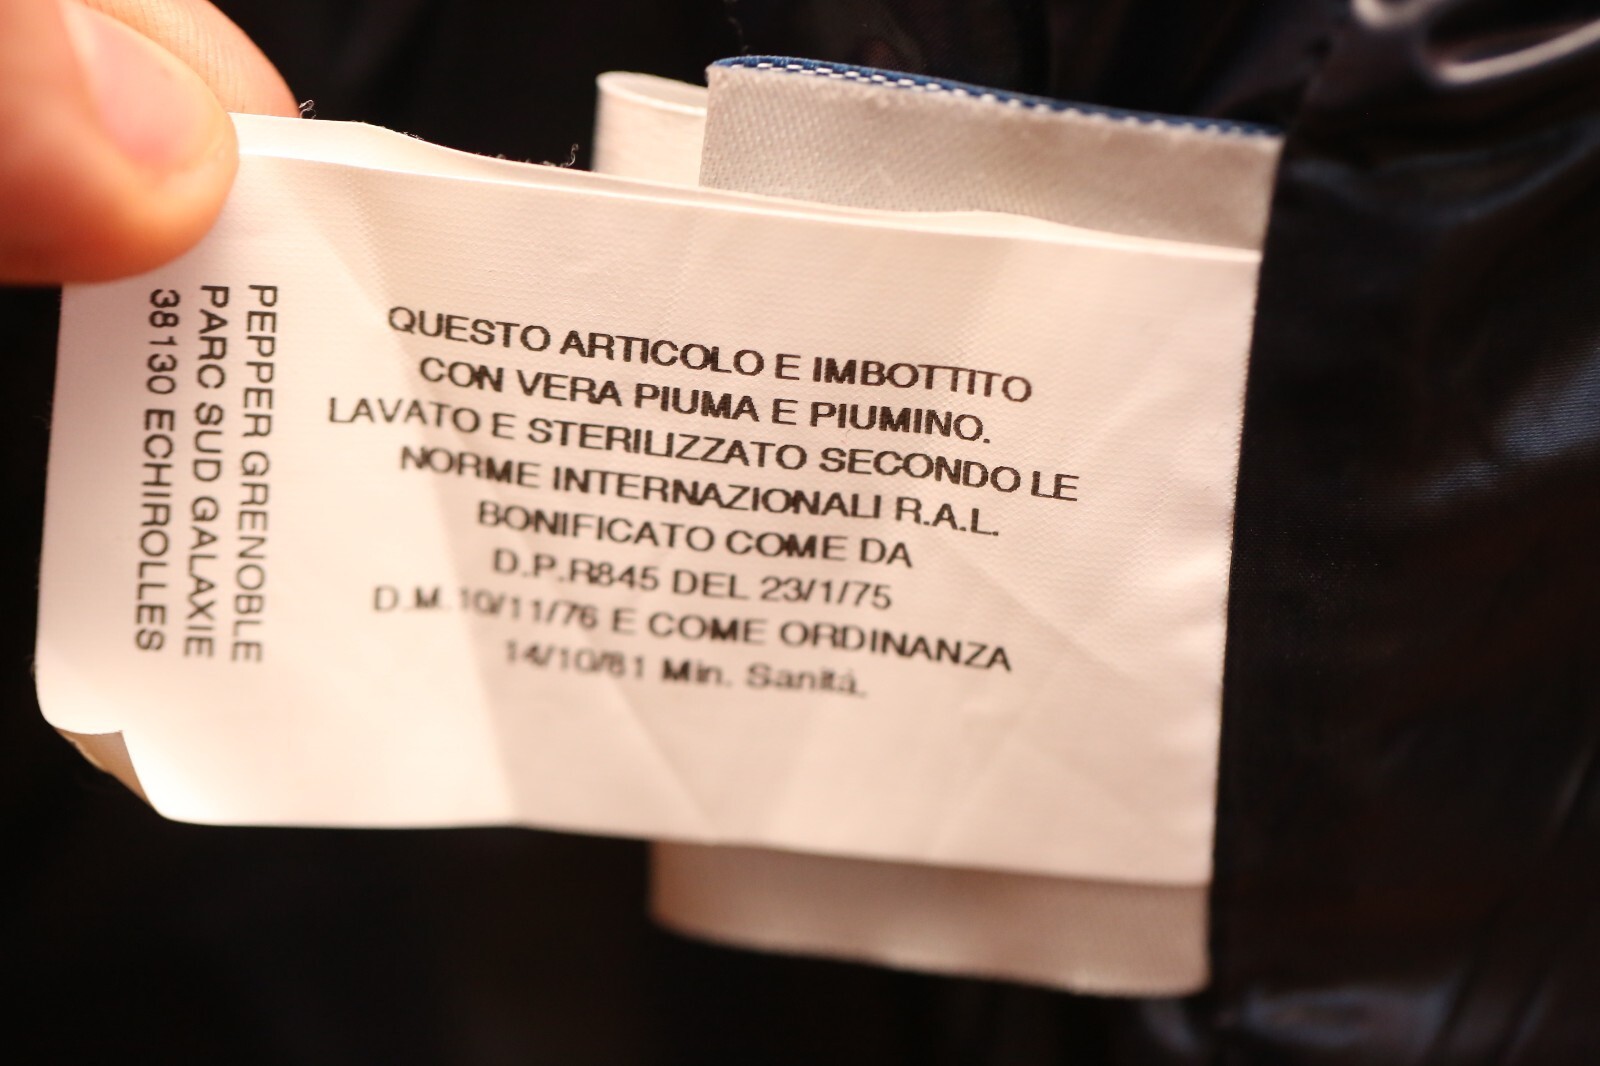 QUESTO ARTICOLO E IMBOTTITO
CON VERA PIUMA E PIUMINO.
LAVATO E STERILIZZATO SECONDO LE
NORME INTERNAZIONALI R.A.L.
BONIFICATO COME DA
D.P.R845 DEL 23/1/75
D.M. 10/11/76 E COME ORDINANZA
14/10/81 Min. Sanitá.
PEPPER GRENOBLE
PARC SUD GALAXIE
38130 ECHIROLLES